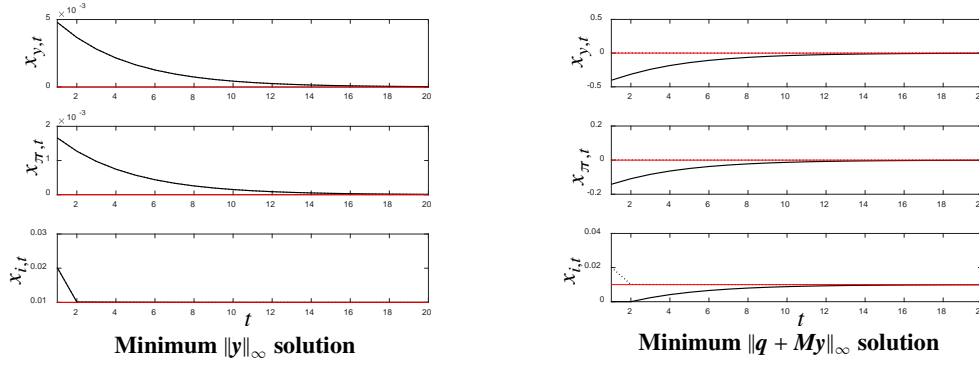 5 × 10⁻³
x_{y,t}
0
2 4 6 8 10 12 14 16 18 20
2 × 10⁻³
x_{π,t}
1
0
2 4 6 8 10 12 14 16 18 20
0.03
x_{i,t}
0.02
0.01
2 4 6 8 10 12 14 16 18 20
t
Minimum ‖y‖∞ solution
0.5
x_{y,t}
0
-0.5
2 4 6 8 10 12 14 16 18 20
0.2
x_{π,t}
0
-0.2
2 4 6 8 10 12 14 16 18 20
0.04
x_{i,t}
0.02
0
2 4 6 8 10 12 14 16 18 20
t
Minimum ‖q + My‖∞ solution